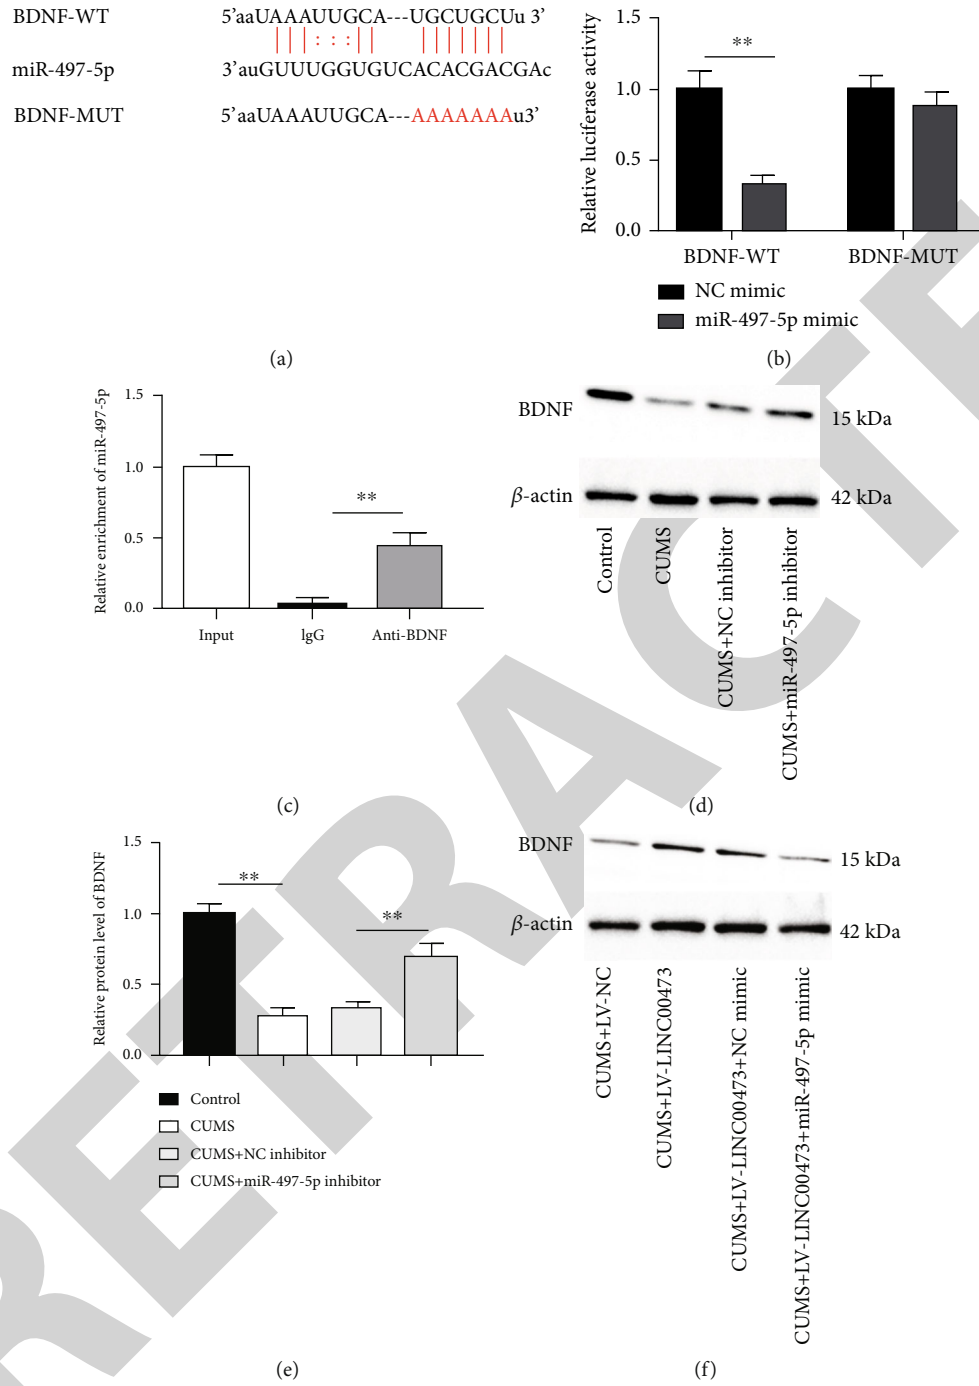 BDNF-WT 5'aaUAAAUUGCA---UGCUGCUu 3'
miR-497-5p 3'auGUUUGGUGUCACACGACGAc
BDNF-MUT 5'aaUAAAUUGCA---AAAAAAAu3'
(a)
Relative luciferase activity
1.5
1.0
0.5
0.0
**
BDNF-WT BDNF-MUT
NC mimic
miR-497-5p mimic
(b)
Relative enrichment of miR-497-5p
1.5
1.0
0.5
0.0
**
Input IgG Anti-BDNF
(c)
BDNF 15 kDa
β-actin 42 kDa
Control
CUMS
CUMS+NC inhibitor
CUMS+miR-497-5p inhibitor
(d)
Relative protein level of BDNF
1.5
1.0
0.5
0.0
**
**
Control
CUMS
CUMS+NC inhibitor
CUMS+miR-497-5p inhibitor
(e)
BDNF 15 kDa
β-actin 42 kDa
CUMS+LV-NC
CUMS+LV-LINC00473
CUMS+LV-LINC00473+NC mimic
CUMS+LV-LINC00473+miR-497-5p mimic
(f)
RETRACTE